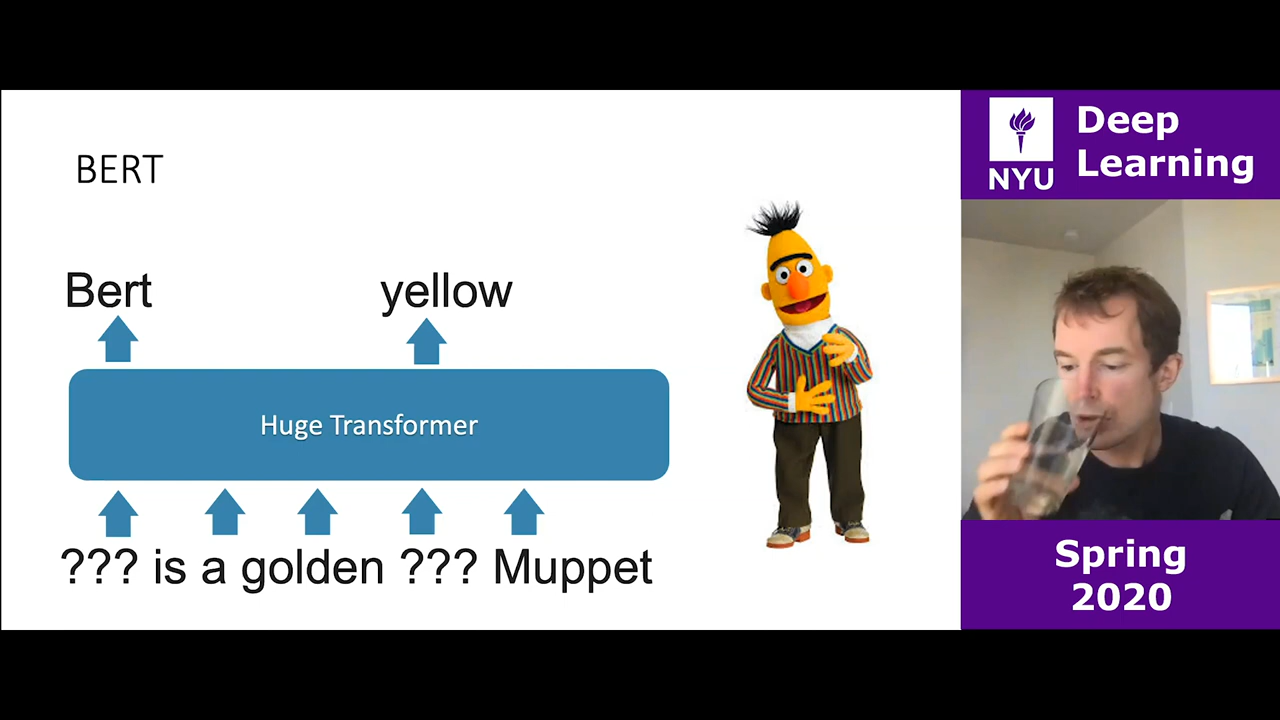 BERT
Bert yellow
Huge Transformer
??? is a golden ??? Muppet
NYU
Deep
Learning
Spring
2020